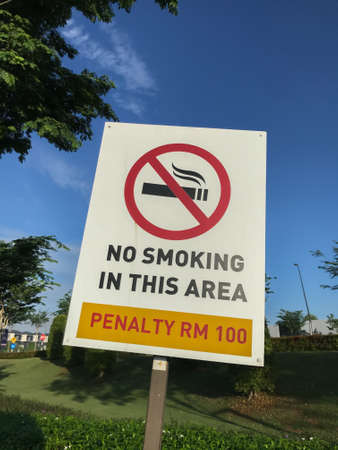 NO SMOKING
IN THIS AREA
PENALTY RM 100